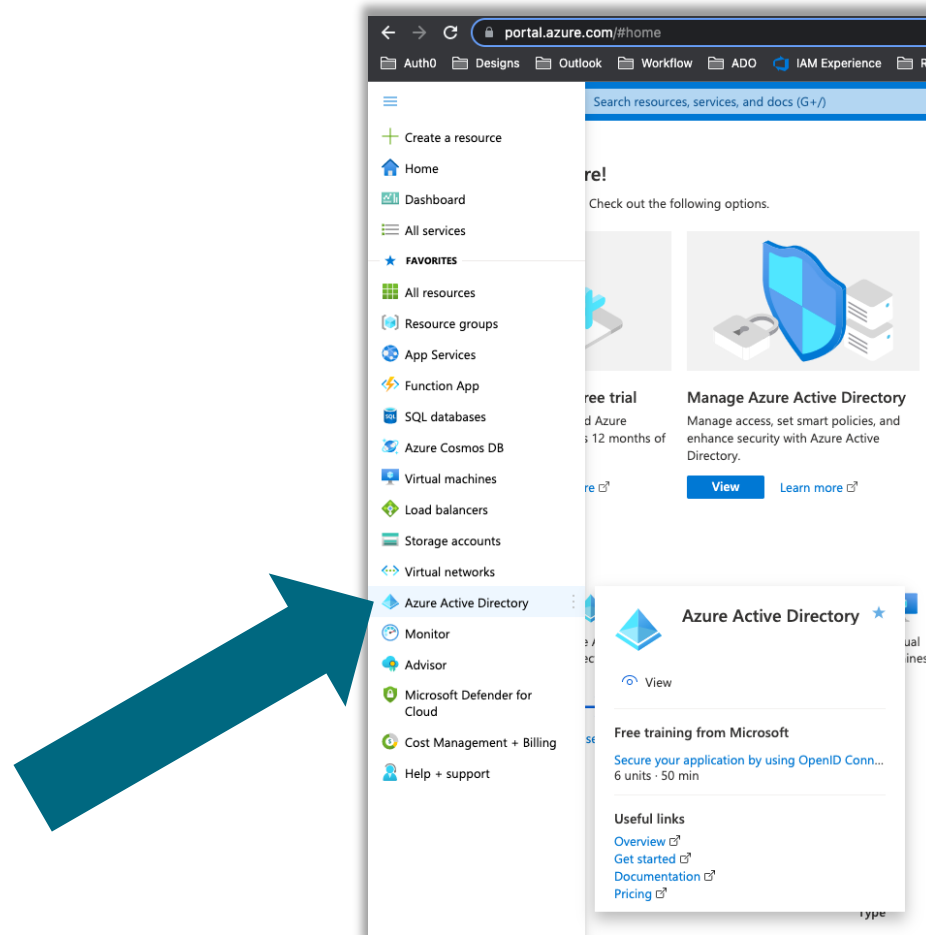 portal.azure.com/#home
Auth0 Designs Outlook Workflow ADO IAM Experience R
Search resources, services, and docs (G+/)
Create a resource
Home
Dashboard
All services
FAVORITES
All resources
Resource groups
App Services
Function App
SQL databases
Azure Cosmos DB
Virtual machines
Load balancers
Storage accounts
Virtual networks
Azure Active Directory
Monitor
Advisor
Microsoft Defender for
Cloud
Cost Management + Billing
Help + support
re!
Check out the following options.
ree trial
d Azure
s 12 months of
re
Manage Azure Active Directory
Manage access, set smart policies, and
enhance security with Azure Active
Directory.
View Learn more
ual
ines
se
Azure Active Directory
View
Free training from Microsoft
Secure your application by using OpenID Conn...
6 units · 50 min
Useful links
Overview
Get started
Documentation
Pricing
Type